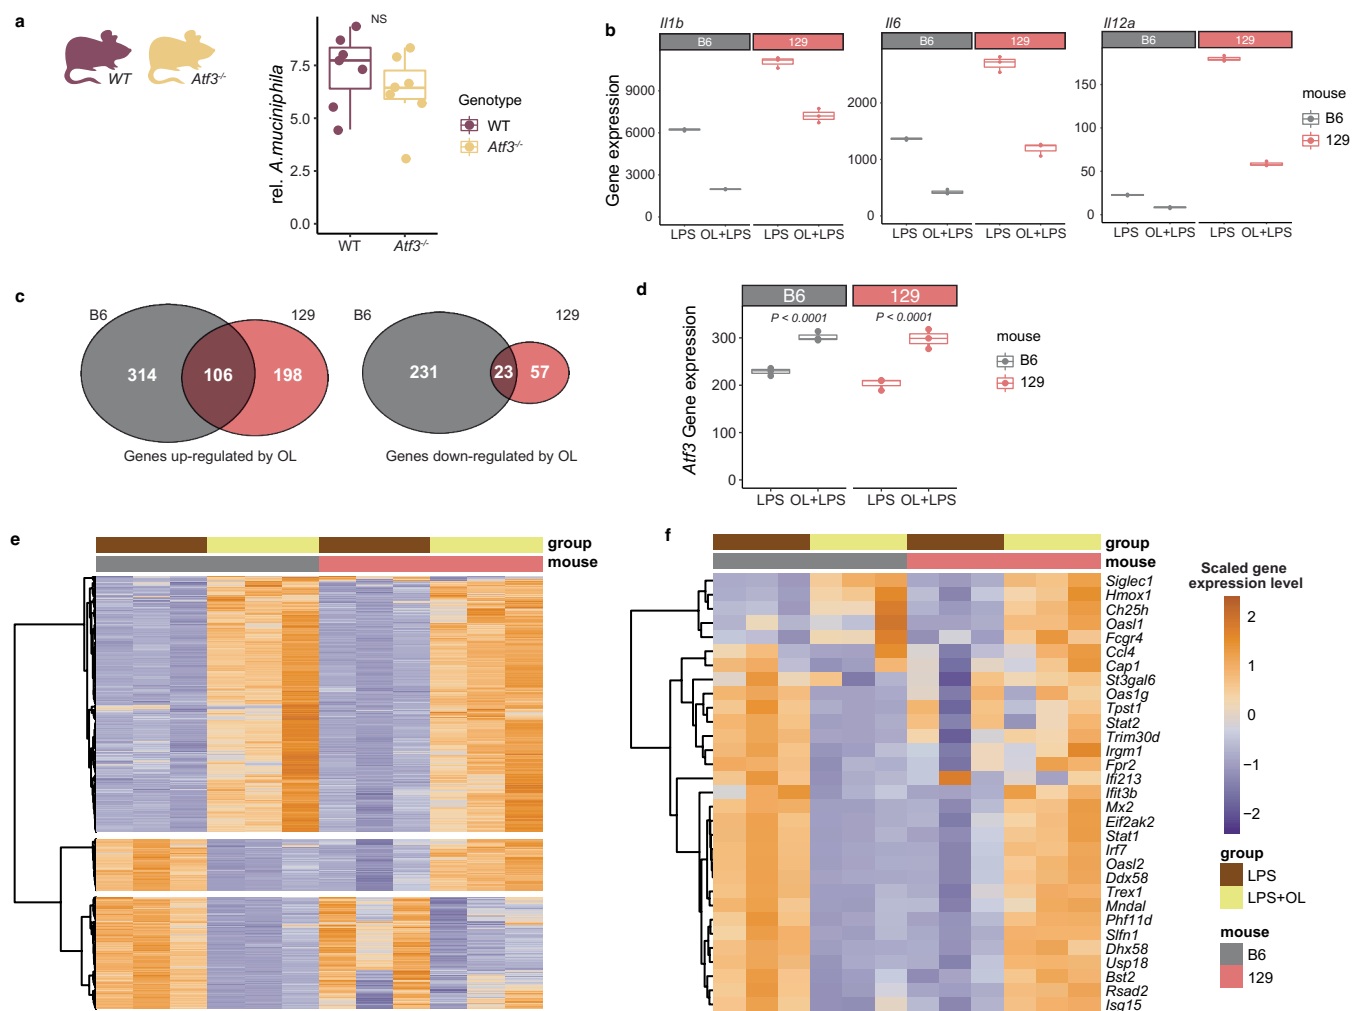 a
WT
Atf3-/-
NS
rel. A.muciniphila
7.5
5.0
2.5
0.0
WT
Atf3-/-
Genotype
WT
Atf3-/-
b
Il1b
Il6
Il12a
B6
129
B6
129
B6
129
Gene expression
9000
6000
3000
0
2000
1000
0
150
100
50
0
LPS OL+LPS
LPS OL+LPS
LPS OL+LPS
LPS OL+LPS
LPS OL+LPS
LPS OL+LPS
mouse
B6
129
c
B6
129
314
106
198
Genes up-regulated by OL
B6
129
231
23
57
Genes down-regulated by OL
d
B6
129
P < 0.0001
P < 0.0001
Atf3 Gene expression
300
200
100
0
LPS OL+LPS
LPS OL+LPS
mouse
B6
129
e
group
mouse
f
group
mouse
Siglec1
Hmox1
Ch25h
Oasl1
Fcgr4
Ccl4
Cap1
St3gal6
Oas1g
Tpst1
Stat2
Trim30d
Irgm1
Fpr2
Ifi213
Ifit3b
Mx2
Eif2ak2
Stat1
Irf7
Oasl2
Ddx58
Trex1
Mndal
Phf11d
Slfn1
Dhx58
Usp18
Bst2
Rsad2
Isg15
Scaled gene
expression level
2
1
0
−1
−2
group
LPS
LPS+OL
mouse
B6
129